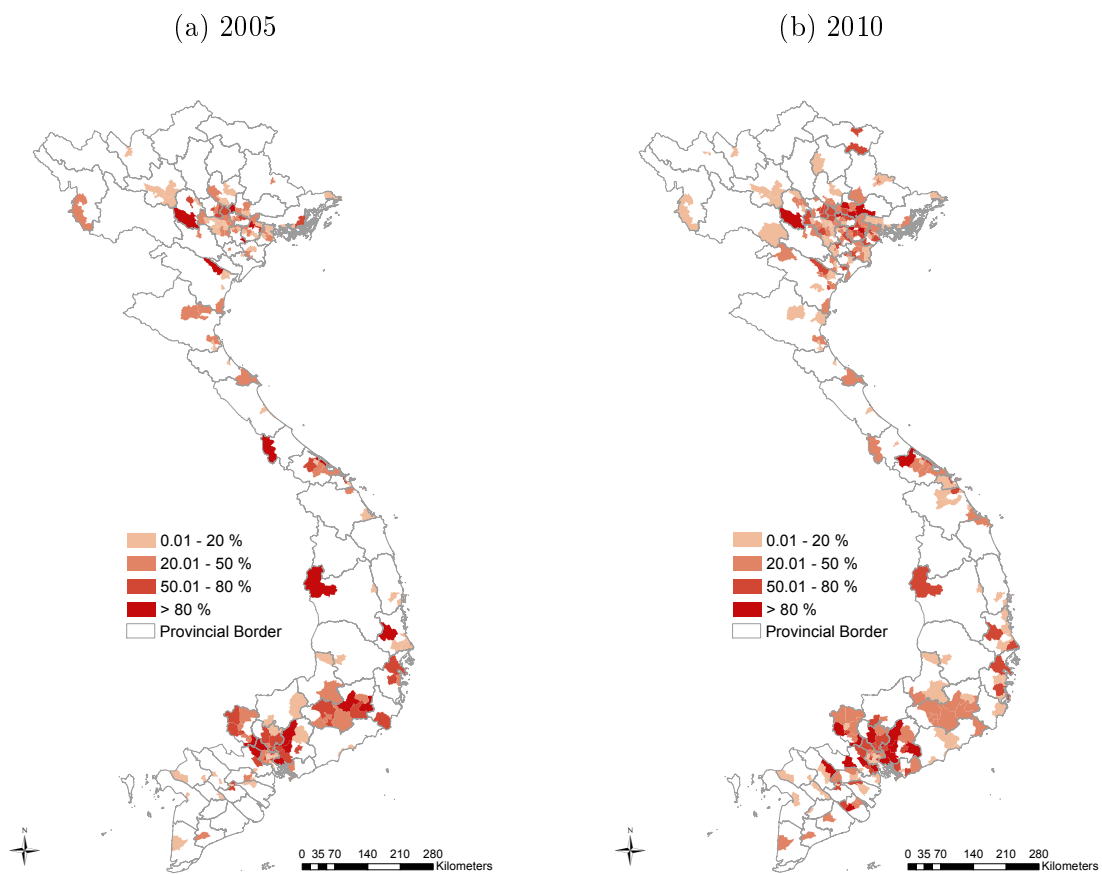 (a) 2005
(b) 2010
0.01 - 20 %
20.01 - 50 %
50.01 - 80 %
> 80 %
Provincial Border
0.01 - 20 %
20.01 - 50 %
50.01 - 80 %
> 80 %
Provincial Border
N
0 35 70 140 210 280
Kilometers
N
0 35 70 140 210 280
Kilometers